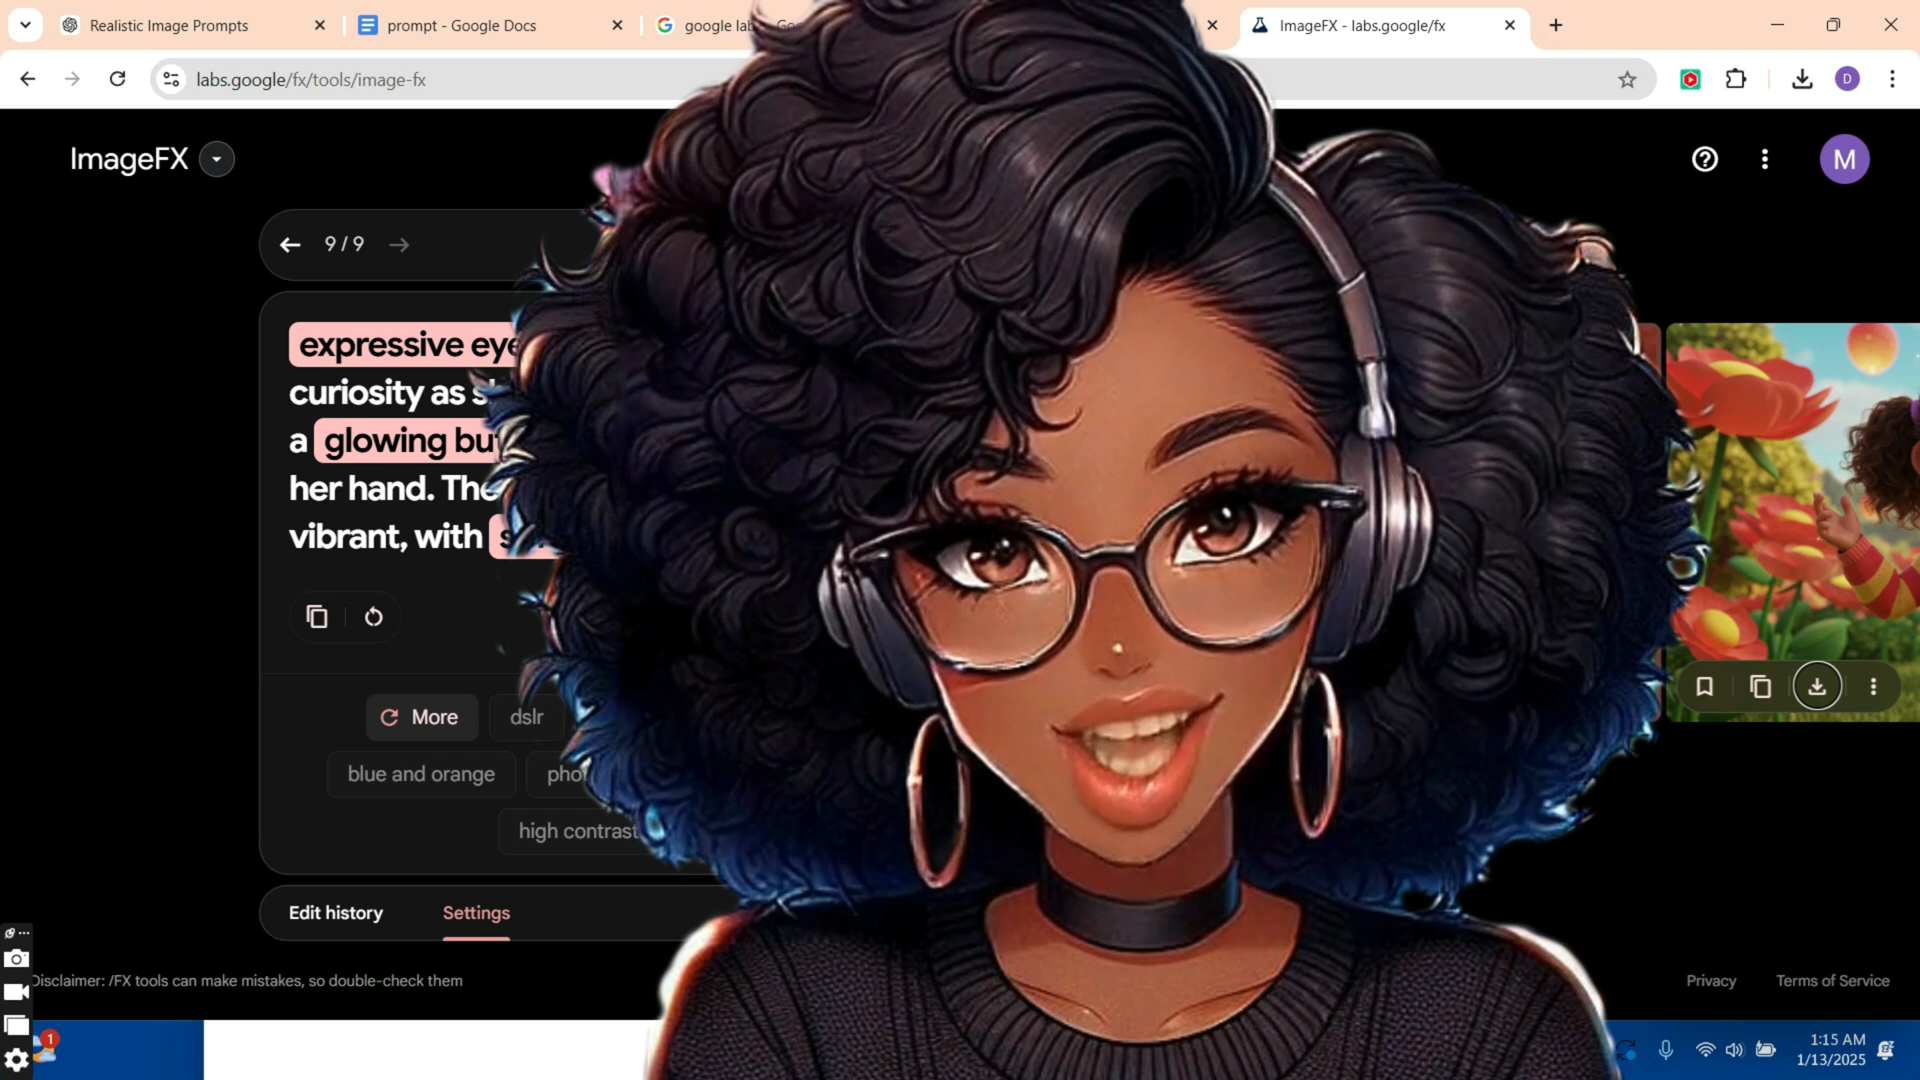 Realistic Image Prompts
prompt - Google Docs
google lab
ImageFX - labs.google/fx
labs.google/fx/tools/image-fx
D
ImageFX
M
9 / 9
expressive eye
curiosity as
a glowing but
her hand. The
vibrant, with
More
dslr
blue and orange
high contrast
Edit history
Settings
Disclaimer: /FX tools can make mistakes, so double-check them
Privacy
Terms of Service
1
1:15 AM
1/13/2025